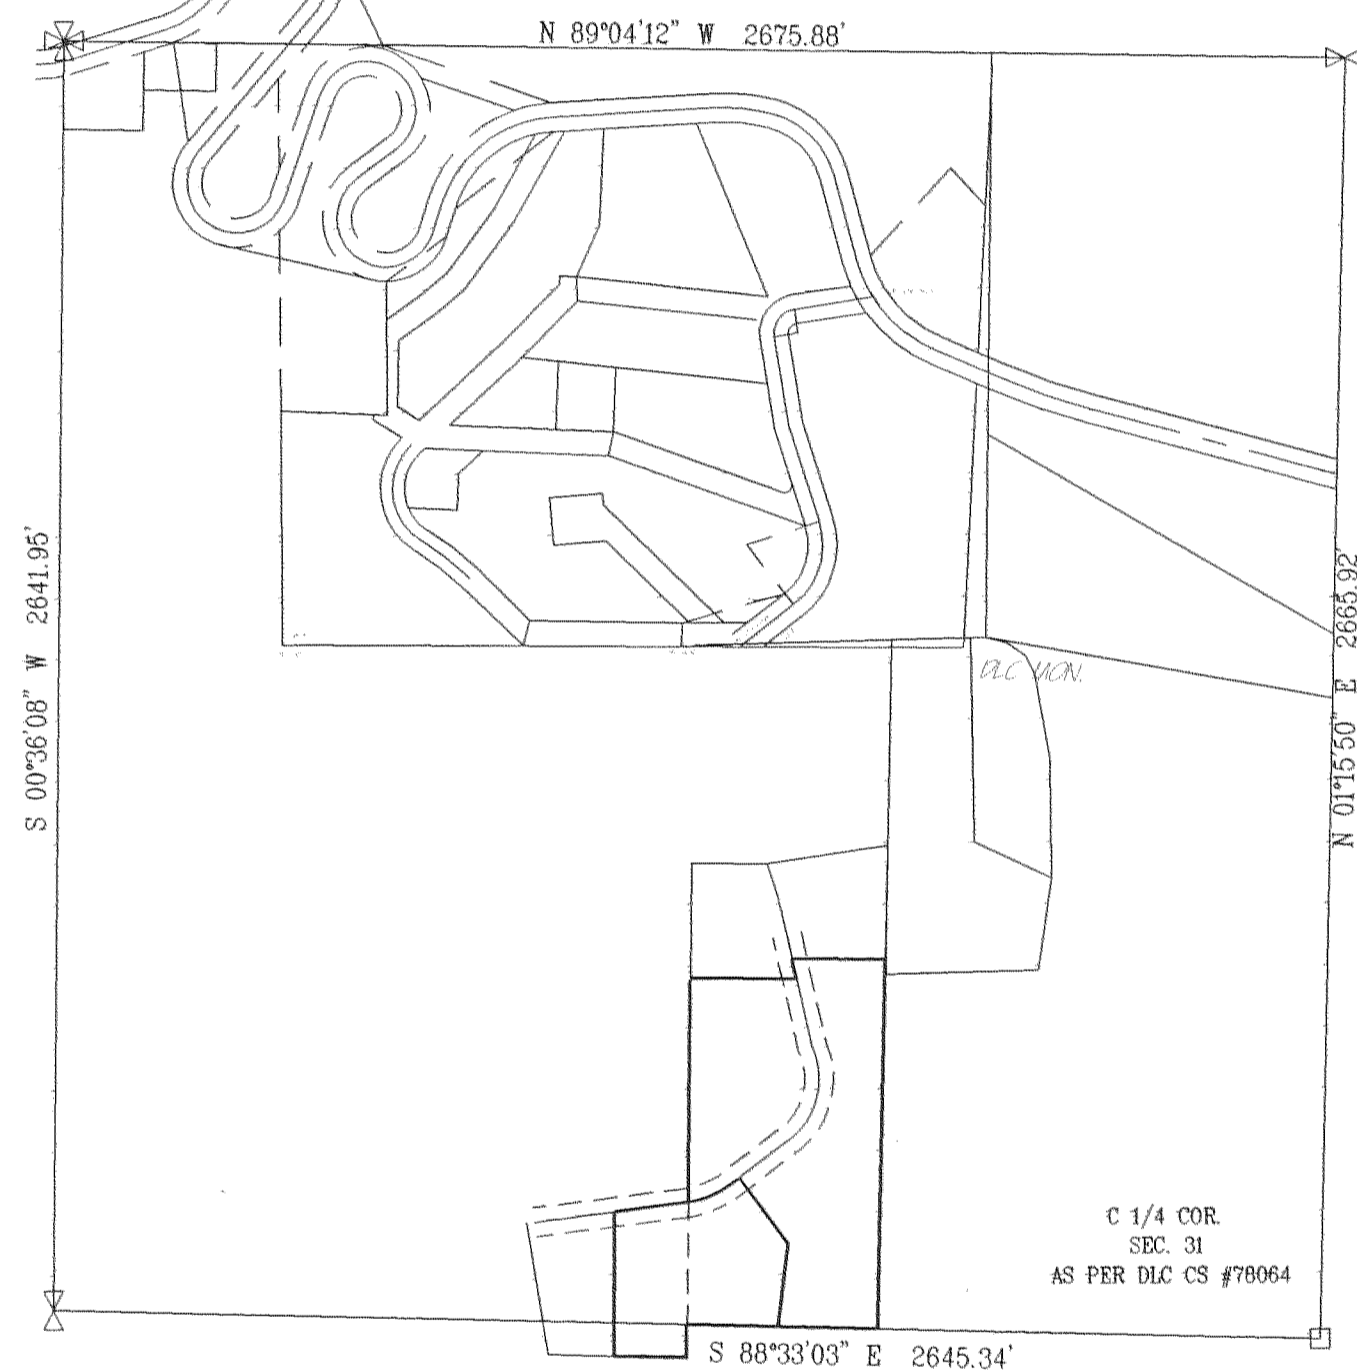 N 89°04'12" W 2675.88'
S 00°36'08" W 2641.95'
N 01°15'50" E 2665.92'
DLC MON.
C 1/4 COR.
SEC. 31
AS PER DLC CS #78064
S 88°33'03" E 2645.34'